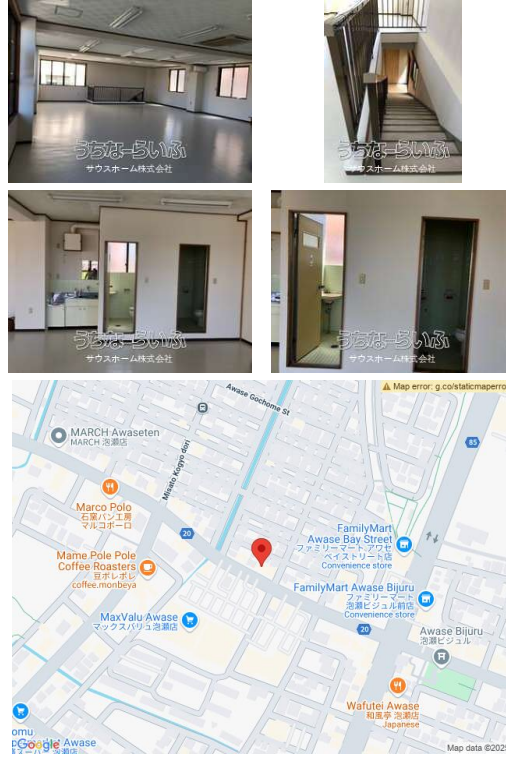 うちなーらいふ
サウスホーム株式会社
うちなーらいふ
サウスホーム株式会社
うちなーらいふ
サウスホーム株式会社
うちなーらいふ
サウスホーム株式会社
Map error: g.co/staticmaperro
Awase Gochome St
85
MARCH Awaseten
MARCH 泡瀬店
Misato Kogyo dori
Marco Polo
石窯パン工房
マルコポーロ
20
FamilyMart
Awase Bay Street
ファミリーマート アワセ
ベイストリート店
Convenience store
Mame Pole Pole
Coffee Roasters
豆ポレポレ
coffee.monbeya
FamilyMart Awase Bijuru
ファミリーマート
泡瀬ビジュル前店
Convenience store
MaxValu Awase
マックスバリュ泡瀬店
20
Awase Bijuru
泡瀬ビジュル
Wafutei Awase
和風亭 泡瀬店
Japanese
omu
Awase
泡瀬店
Google
Map data ©2025